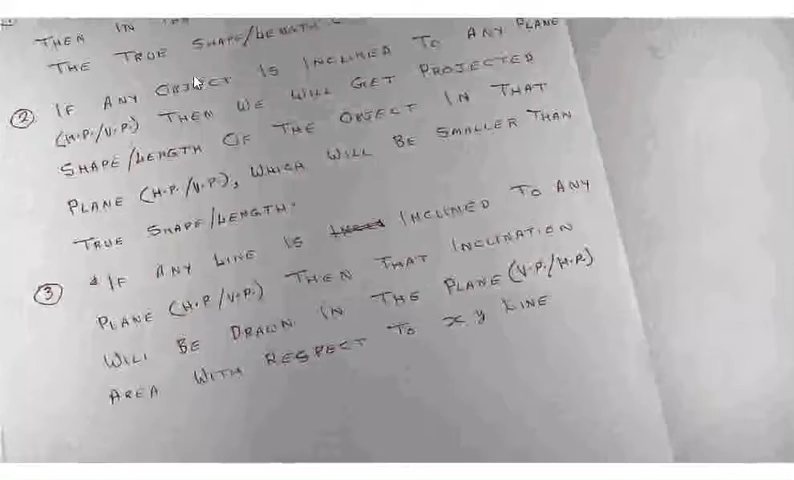 THEN IN
THE TRUE SHAPE/LENGTH
② IF ANY OBJECT IS INCLINED TO ANY PLANE
(H.P./V.P.) THEN WE WILL GET PROJECTED
SHAPE/LENGTH OF THE OBJECT IN THAT
PLANE (H.P./V.P.), WHICH WILL BE SMALLER THAN
TRUE SHAPE/LENGTH.
③ IF ANY LINE IS INCLINED TO ANY
PLANE (H.P/V.P.) THEN THAT INCLINATION
WILL BE DRAWN IN THE PLANE (V.P./H.P.)
AREA WITH RESPECT TO X Y LINE